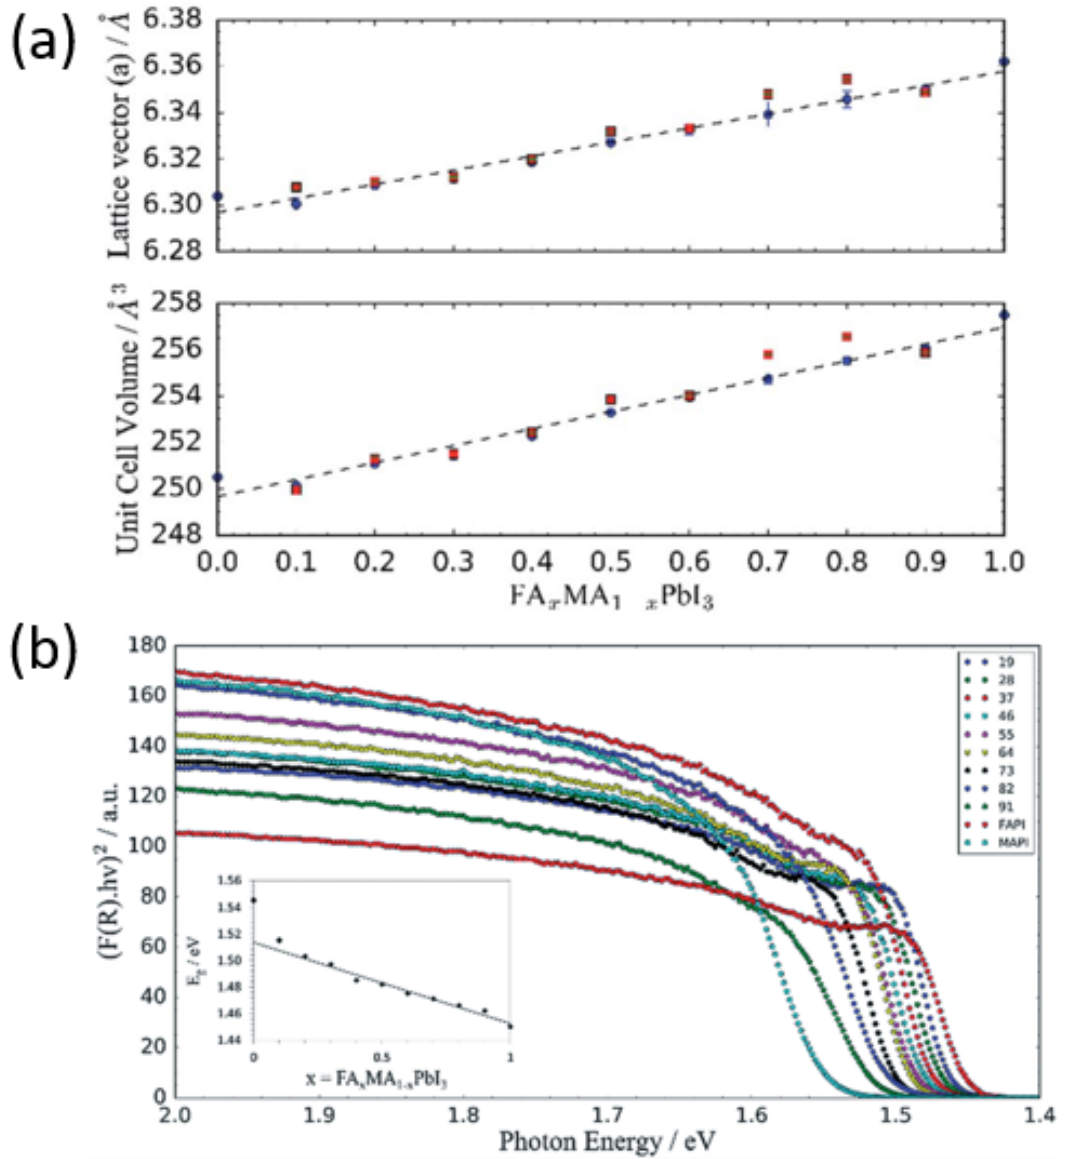 (a)
Lattice vector (a) / Å
6.38
6.36
6.34
6.32
6.30
6.28
Unit Cell Volume / Å³
258
256
254
252
250
248
0.0 0.1 0.2 0.3 0.4 0.5 0.6 0.7 0.8 0.9 1.0
FAₓMA₁ ₓPbI₃
(b)
(F(R).hv)² / a.u.
180
160
140
120
100
80
60
40
20
0
19
28
37
46
55
64
73
82
91
FAPI
MAPI
E_g / eV
1.56
1.54
1.52
1.50
1.48
1.46
1.44
0 0.5 1
x = FAₓMA₁₋ₓPbI₃
2.0 1.9 1.8 1.7 1.6 1.5 1.4
Photon Energy / eV